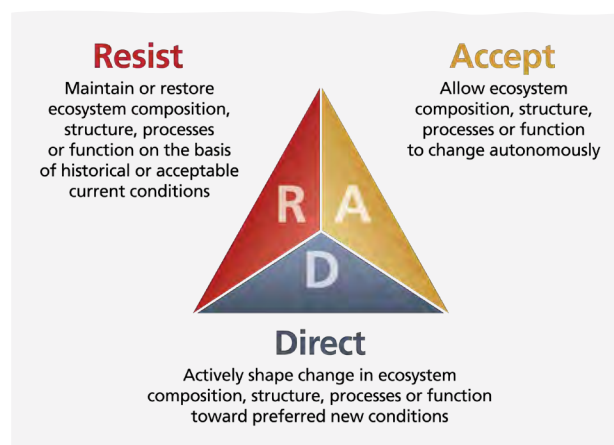 Resist
Maintain or restore
ecosystem composition,
structure, processes
or function on the basis
of historical or acceptable
current conditions
Accept
Allow ecosystem
composition, structure,
processes or function
to change autonomously
R A
D
Direct
Actively shape change in ecosystem
composition, structure, processes or function
toward preferred new conditions